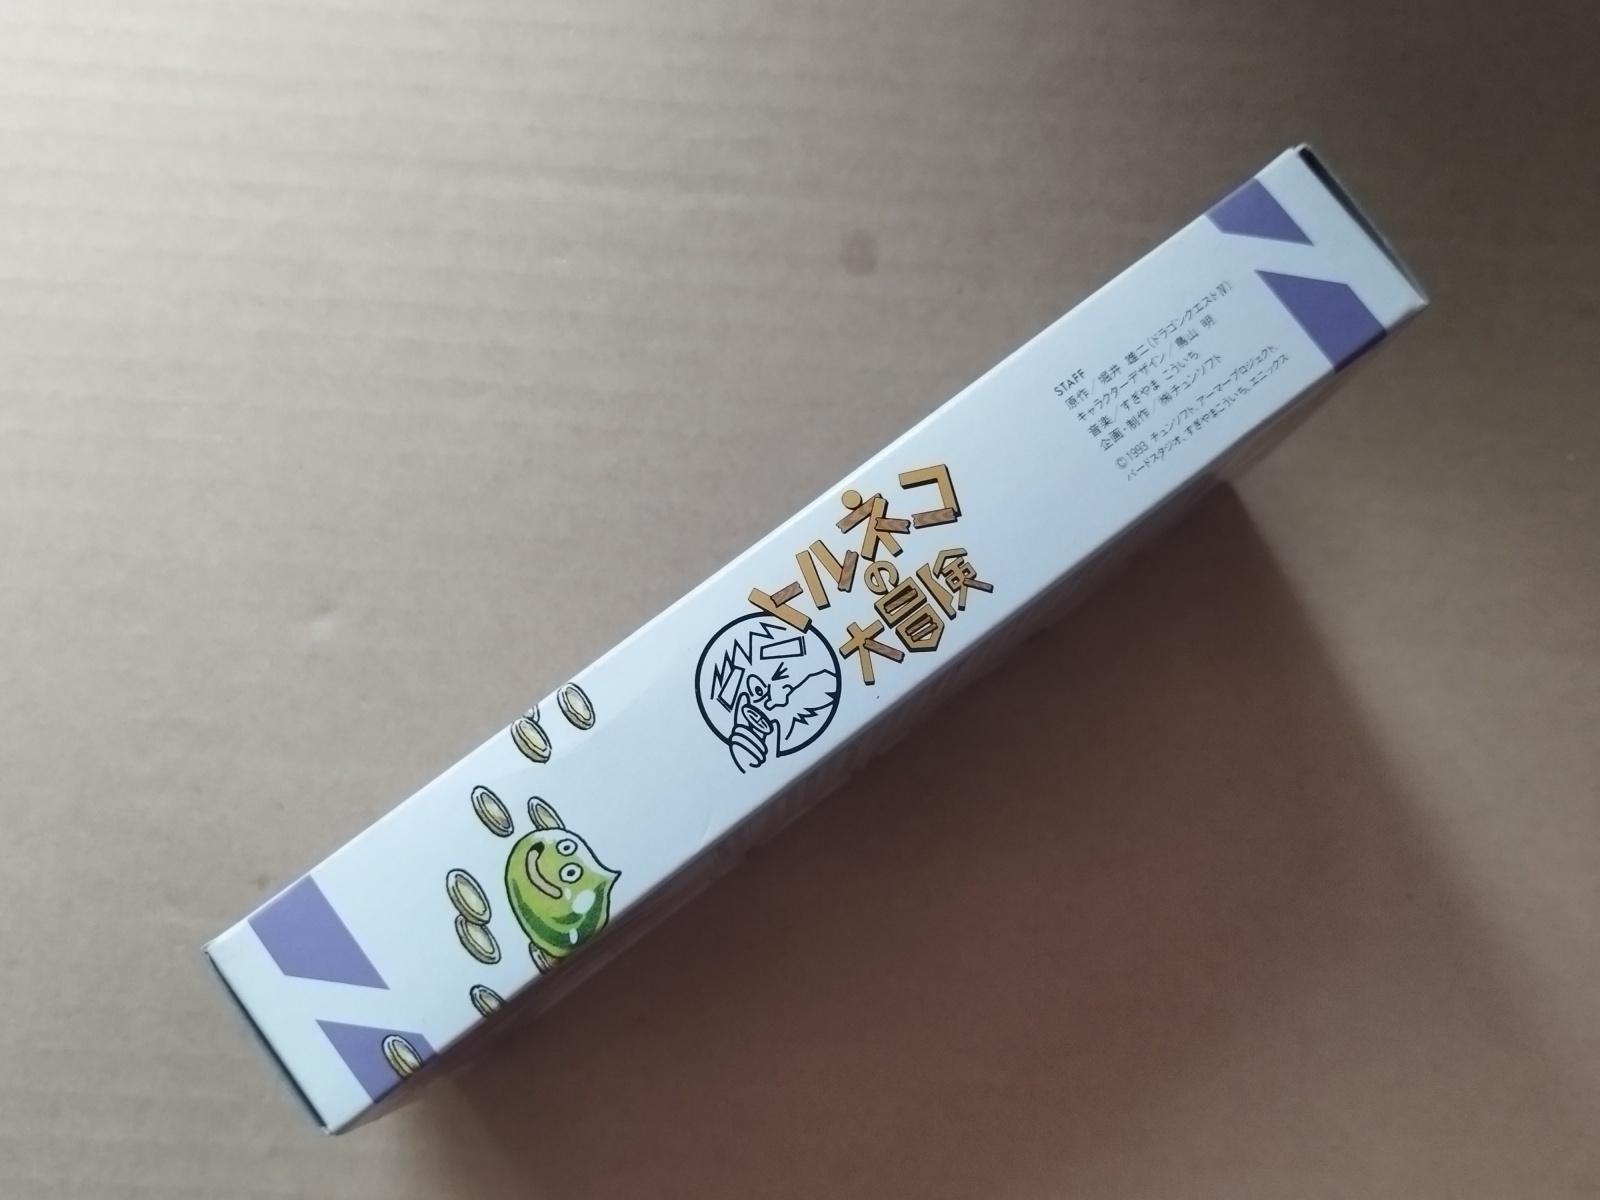 トルネコ
の
大冒険
STAFF
原作/堀井 雄二(ドラゴンクエストⅣ)
キャラクターデザイン/鳥山 明
音楽/すぎやま こういち
企画・制作/㈱チュンソフト
©1993 チュンソフト、アーマープロジェクト、
バードスタジオ、すぎやまこういち、エニックス